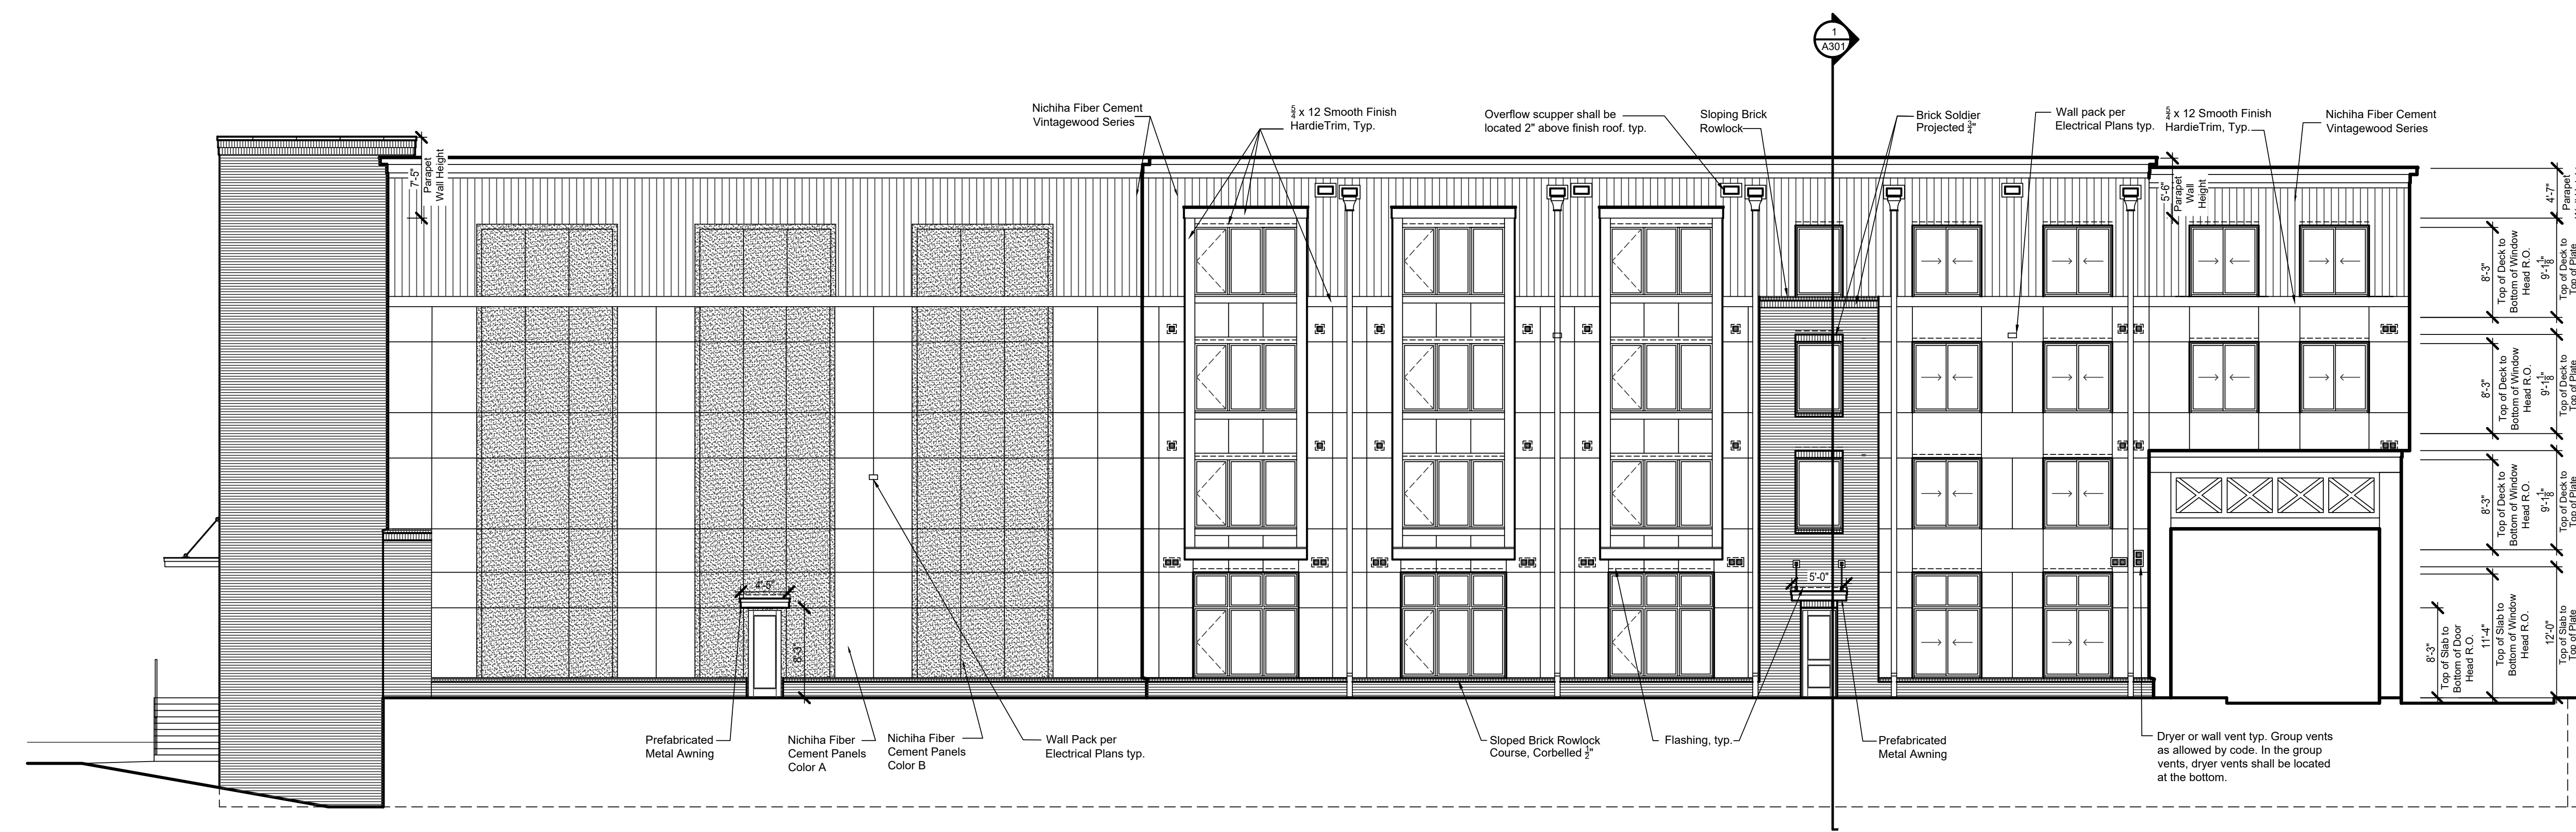 1
A301
Nichiha Fiber Cement
Vintagewood Series
5/4 x 12 Smooth Finish
HardieTrim, Typ.
Overflow scupper shall be
located 2" above finish roof. typ.
Sloping Brick
Rowlock
Brick Soldier
Projected 3/4"
Wall pack per
Electrical Plans typ.
5/4 x 12 Smooth Finish
HardieTrim, Typ.
Nichiha Fiber Cement
Vintagewood Series
7'-5"
Parapet
Wall Height
5'-6"
Parapet
Wall
Height
4'-7"
Parapet
8'-3"
Top of Deck to
Bottom of Window
Head R.O.
9'-1 1/8"
Top of Deck to
Top of Plate
8'-3"
Top of Deck to
Bottom of Window
Head R.O.
9'-1 1/8"
Top of Deck to
Top of Plate
8'-3"
Top of Deck to
Bottom of Window
Head R.O.
9'-1 1/8"
Top of Deck to
Top of Plate
8'-3"
Top of Slab to
Bottom of Door
Head R.O.
11'-4"
Top of Slab to
Bottom of Window
Head R.O.
12'-0"
Top of Slab to
Top of Plate
4'-5"
8'-3"
5'-0"
Prefabricated
Metal Awning
Nichiha Fiber
Cement Panels
Color A
Nichiha Fiber
Cement Panels
Color B
Wall Pack per
Electrical Plans typ.
Sloped Brick Rowlock
Course, Corbelled 1/2"
Flashing, typ.
Prefabricated
Metal Awning
Dryer or wall vent typ. Group vents
as allowed by code. In the group
vents, dryer vents shall be located
at the bottom.